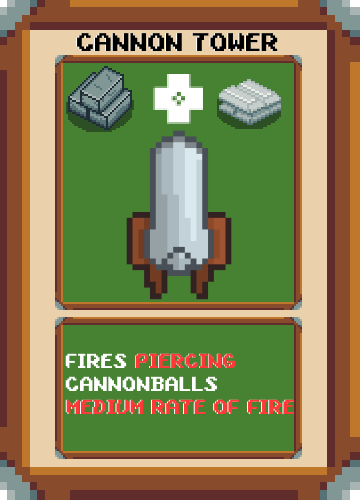 CANNON TOWER
FIRES PIERCING
CANNONBALLS
MEDIUM RATE OF FIRE